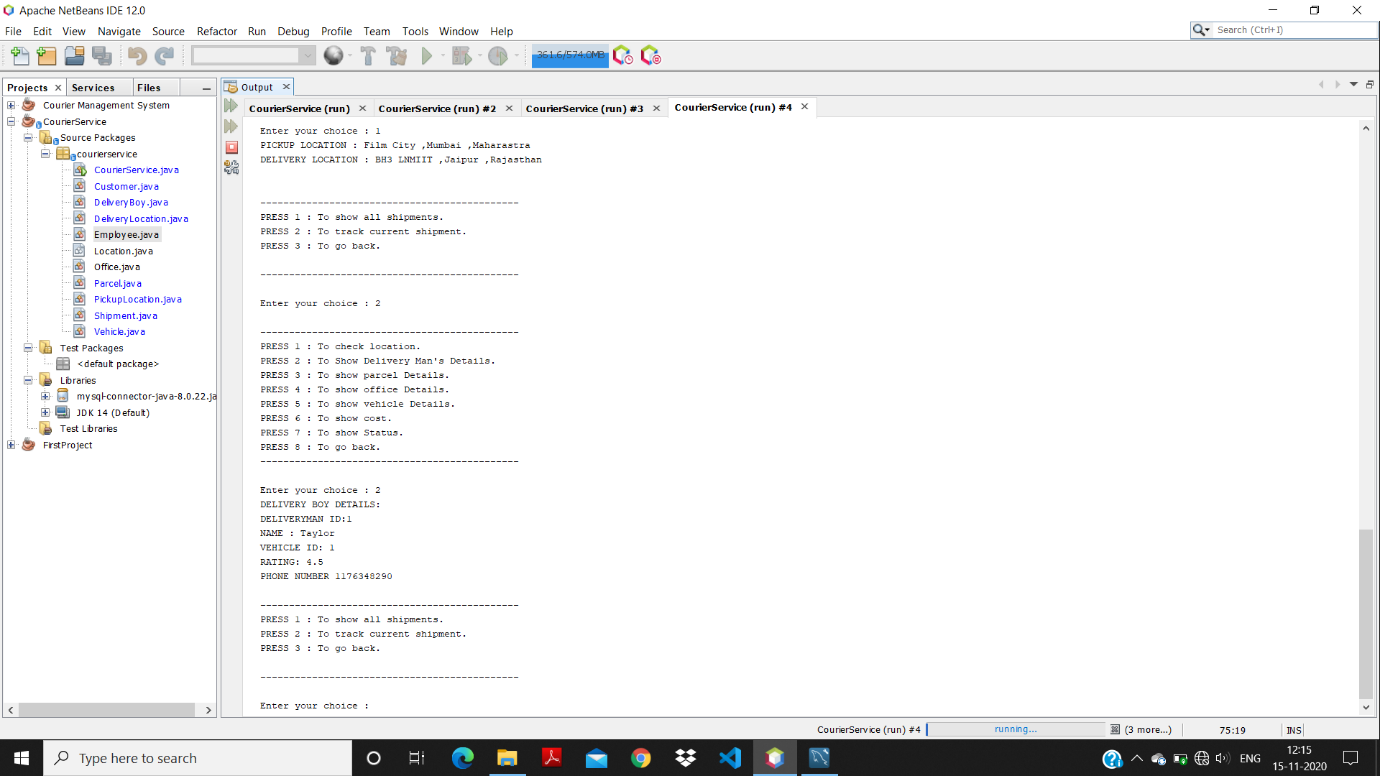 Apache NetBeans IDE 12.0
File Edit View Navigate Source Refactor Run Debug Profile Team Tools Window Help
Search (Ctrl+I)
361.6/574.0MB
Projects Services Files
Output
CourierService (run) CourierService (run) #2 CourierService (run) #3 CourierService (run) #4
Courier Management System
CourierService
Source Packages
courierservice
CourierService.java
Customer.java
DeliveryBoy.java
DeliveryLocation.java
Employee.java
Location.java
Office.java
Parcel.java
PickupLocation.java
Shipment.java
Vehicle.java
Test Packages
<default package>
Libraries
mysql-connector-java-8.0.22.ja
JDK 14 (Default)
Test Libraries
FirstProject
Enter your choice : 1
PICKUP LOCATION : Film City ,Mumbai ,Maharastra
DELIVERY LOCATION : BH3 LNMIIT ,Jaipur ,Rajasthan
---------------------------------------------
PRESS 1 : To show all shipments.
PRESS 2 : To track current shipment.
PRESS 3 : To go back.
---------------------------------------------
Enter your choice : 2
---------------------------------------------
PRESS 1 : To check location.
PRESS 2 : To Show Delivery Man's Details.
PRESS 3 : To show parcel Details.
PRESS 4 : To show office Details.
PRESS 5 : To show vehicle Details.
PRESS 6 : To show cost.
PRESS 7 : To show Status.
PRESS 8 : To go back.
---------------------------------------------
Enter your choice : 2
DELIVERY BOY DETAILS:
DELIVERYMAN ID:1
NAME : Taylor
VEHICLE ID: 1
RATING: 4.5
PHONE NUMBER 1176348290
---------------------------------------------
PRESS 1 : To show all shipments.
PRESS 2 : To track current shipment.
PRESS 3 : To go back.
---------------------------------------------
Enter your choice :
CourierService (run) #4 running... (3 more...) 75:19 INS
Type here to search
ENG
12:15
15-11-2020